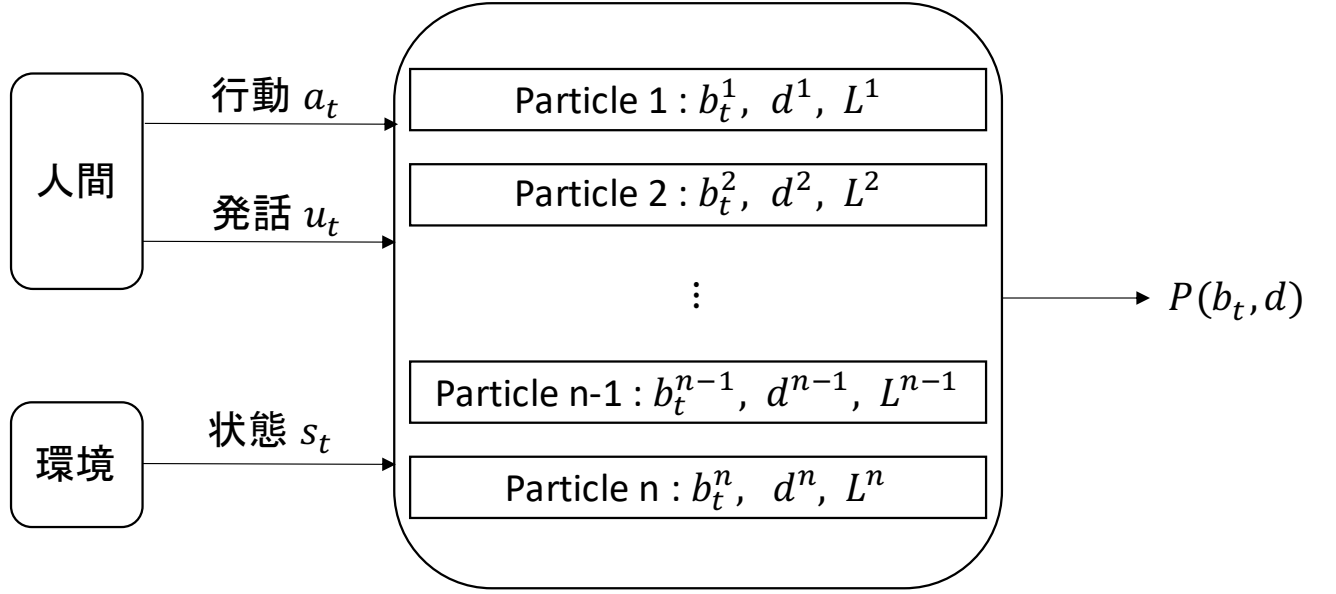 人間
行動 a_t
発話 u_t
環境
状態 s_t
Particle 1 : b_t^1, d^1, L^1
Particle 2 : b_t^2, d^2, L^2
⋮
Particle n-1 : b_t^{n-1}, d^{n-1}, L^{n-1}
Particle n : b_t^n, d^n, L^n
P(b_t, d)